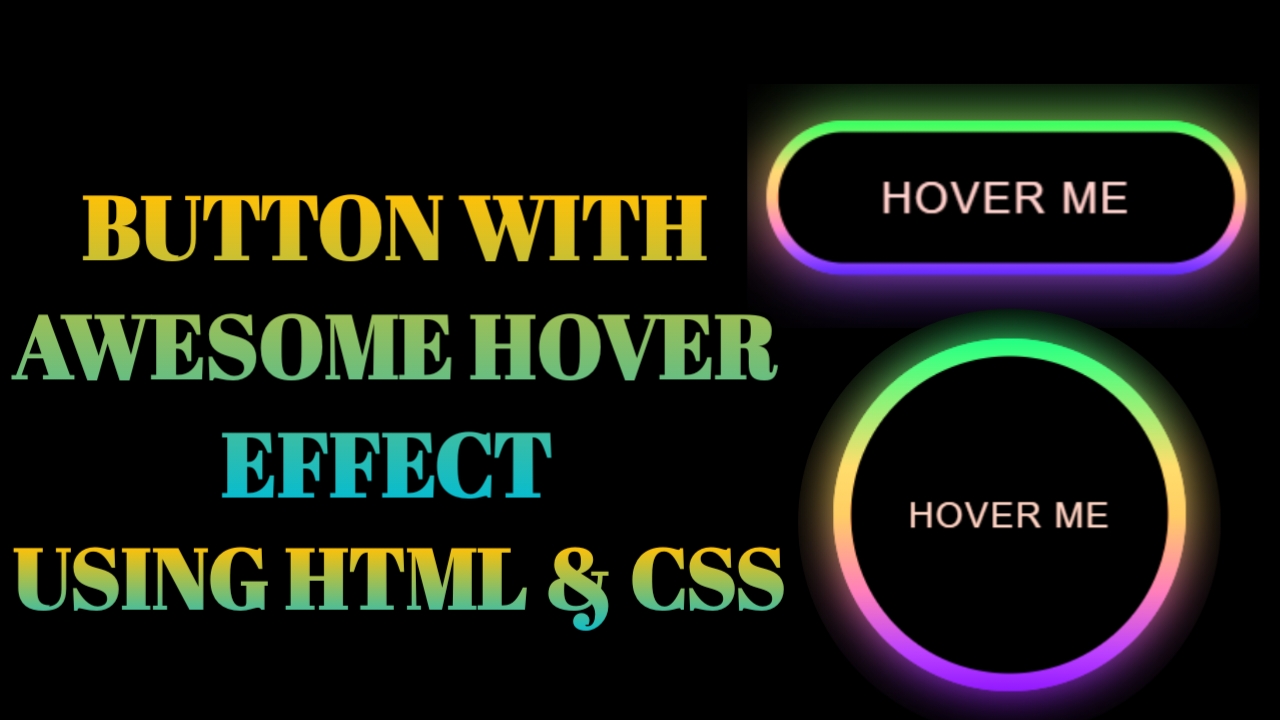 BUTTON WITH
AWESOME HOVER
EFFECT
USING HTML & CSS
HOVER ME
HOVER ME